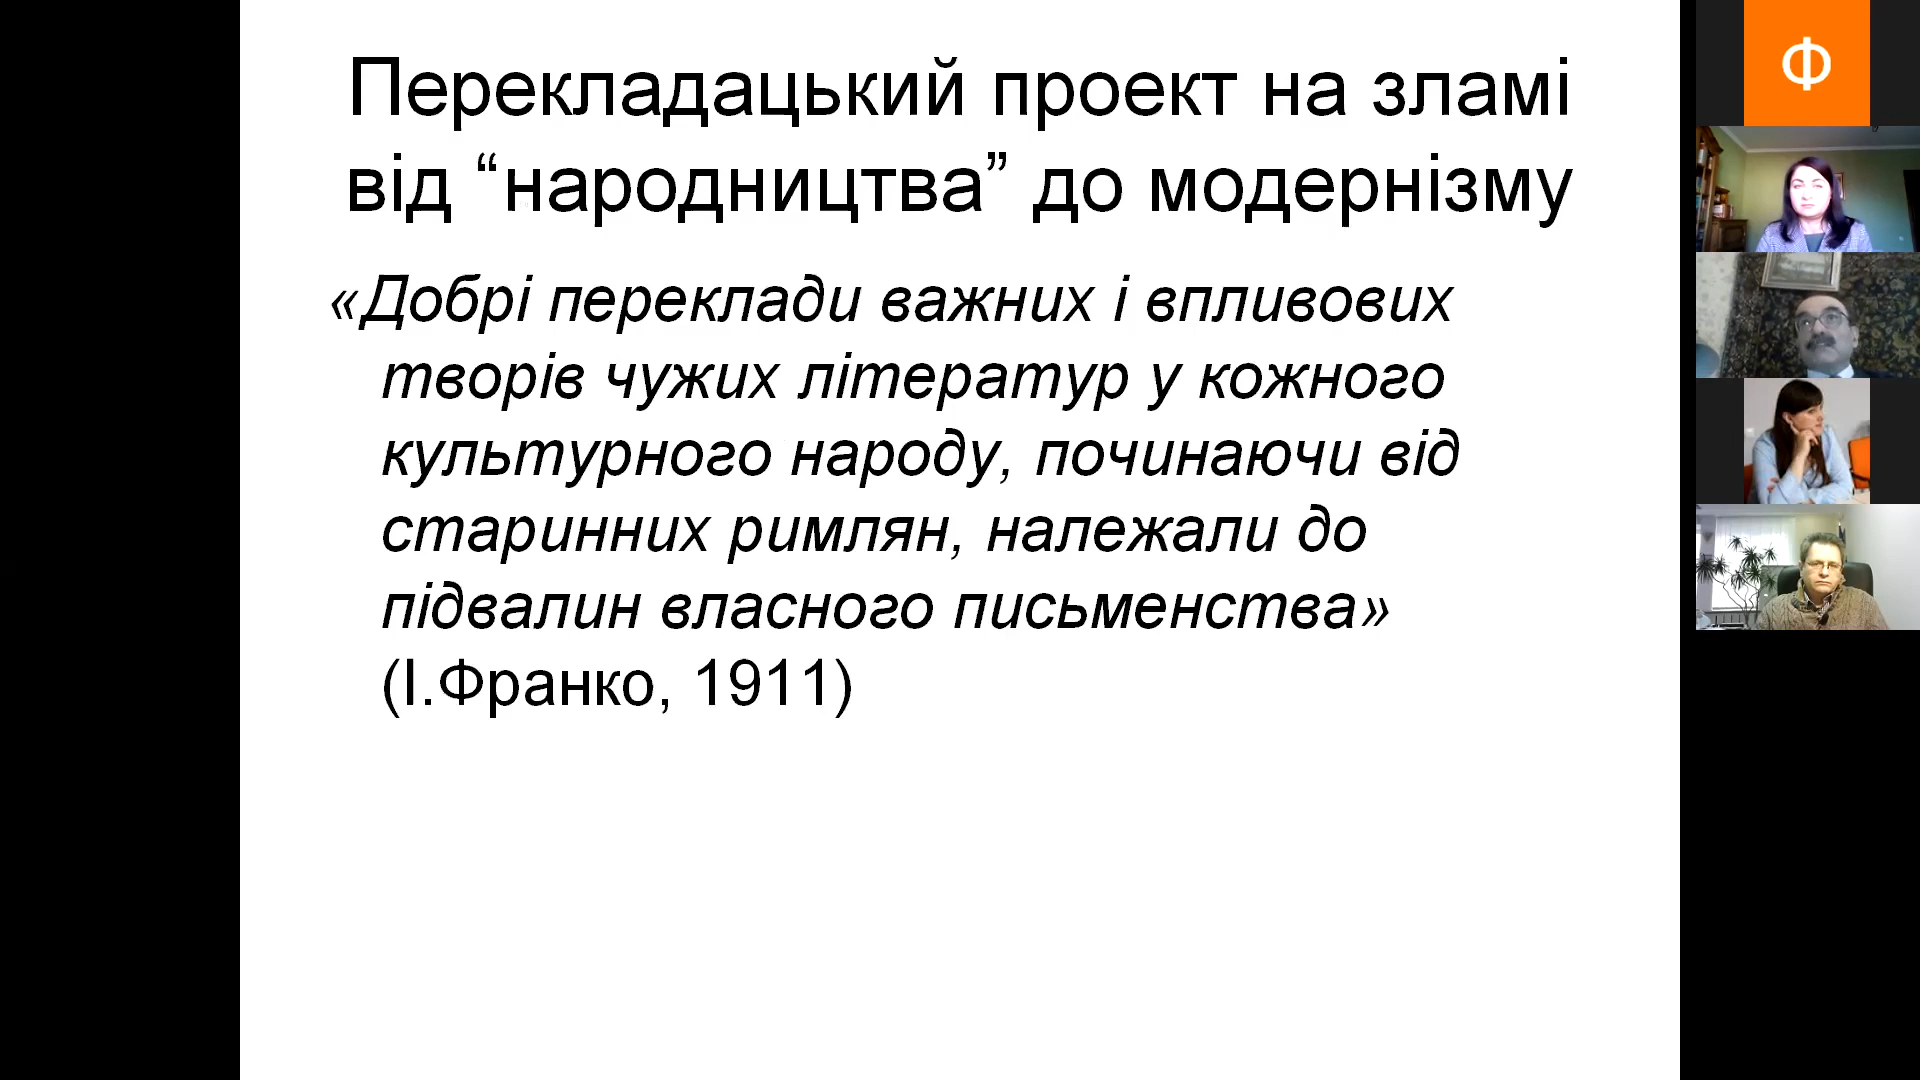 Перекладацький проект на зламі
від “народництва” до модернізму
«Добрі переклади важних і впливових
творів чужих літератур у кожного
культурного народу, починаючи від
старинних римлян, належали до
підвалин власного письменства»
(І.Франко, 1911)
Ф